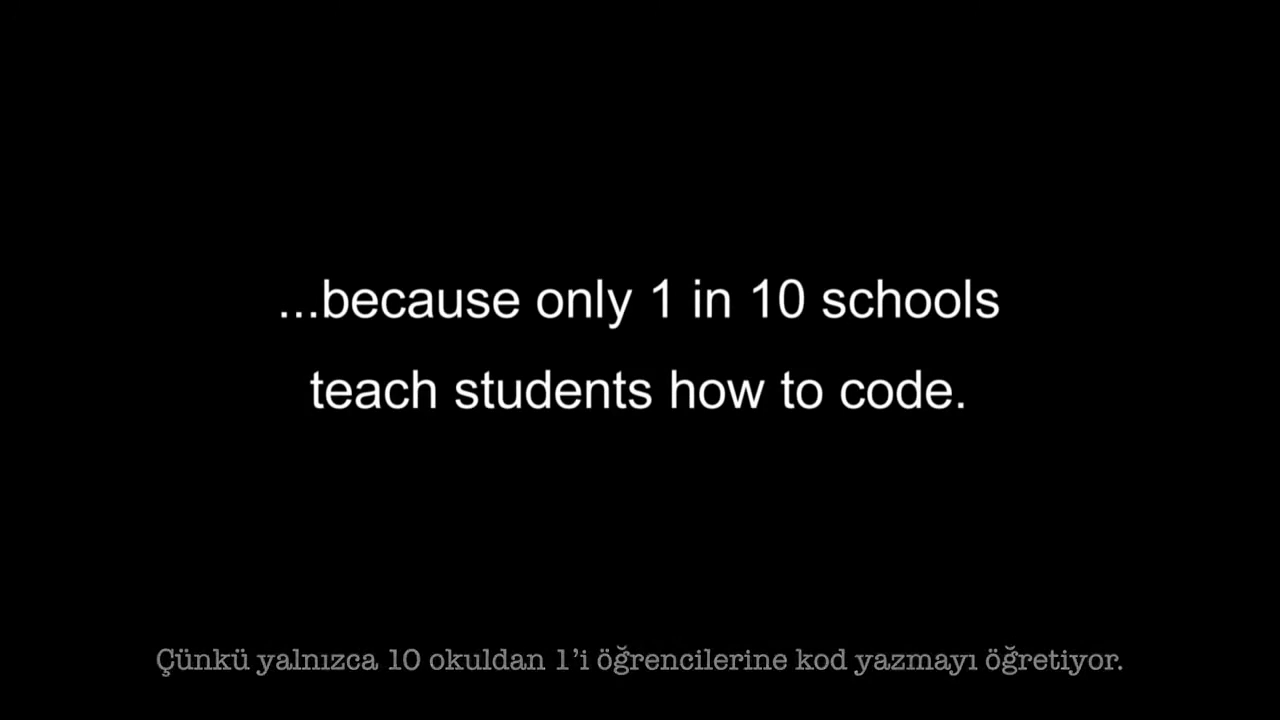 ...because only 1 in 10 schools
teach students how to code.
Çünkü yalnızca 10 okuldan 1'i öğrencilerine kod yazmayı öğretiyor.